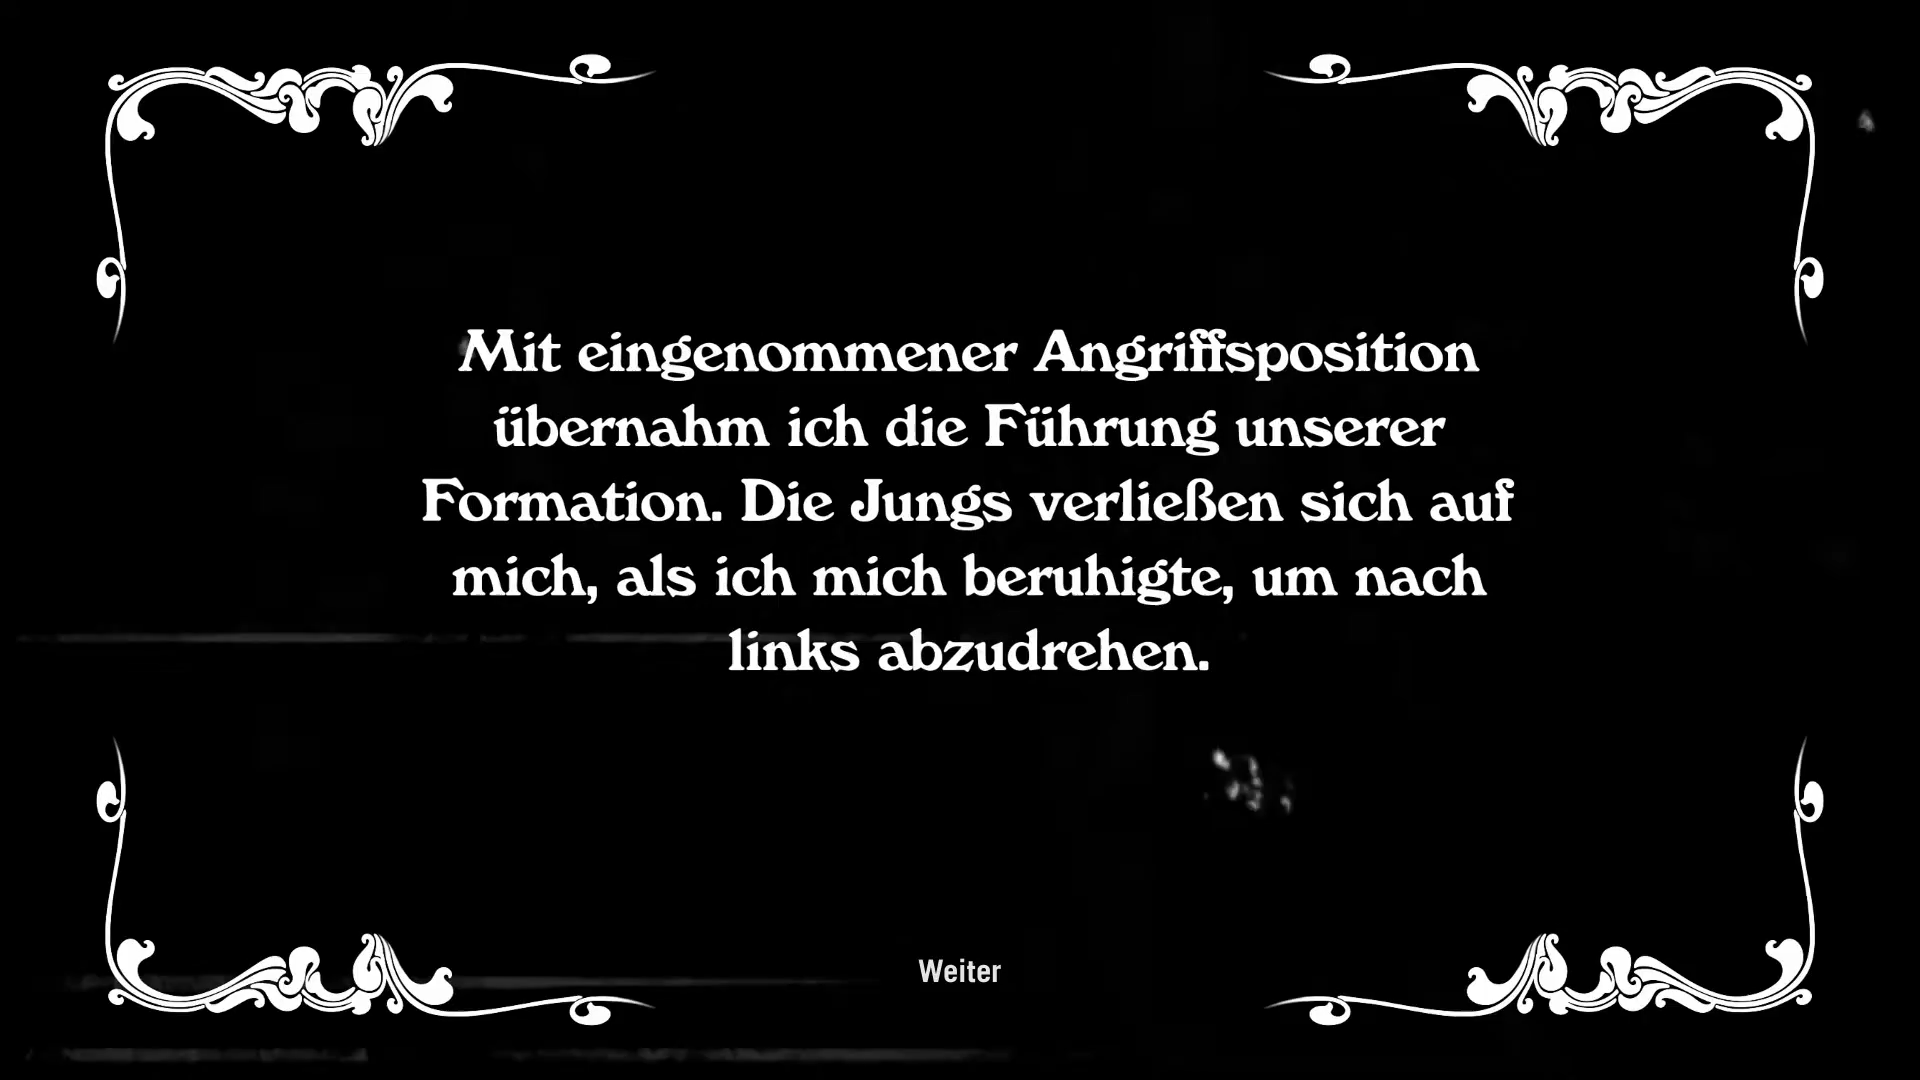 Mit eingenommener Angriffsposition
übernahm ich die Führung unserer
Formation. Die Jungs verließen sich auf
mich, als ich mich beruhigte, um nach
links abzudrehen.
Weiter